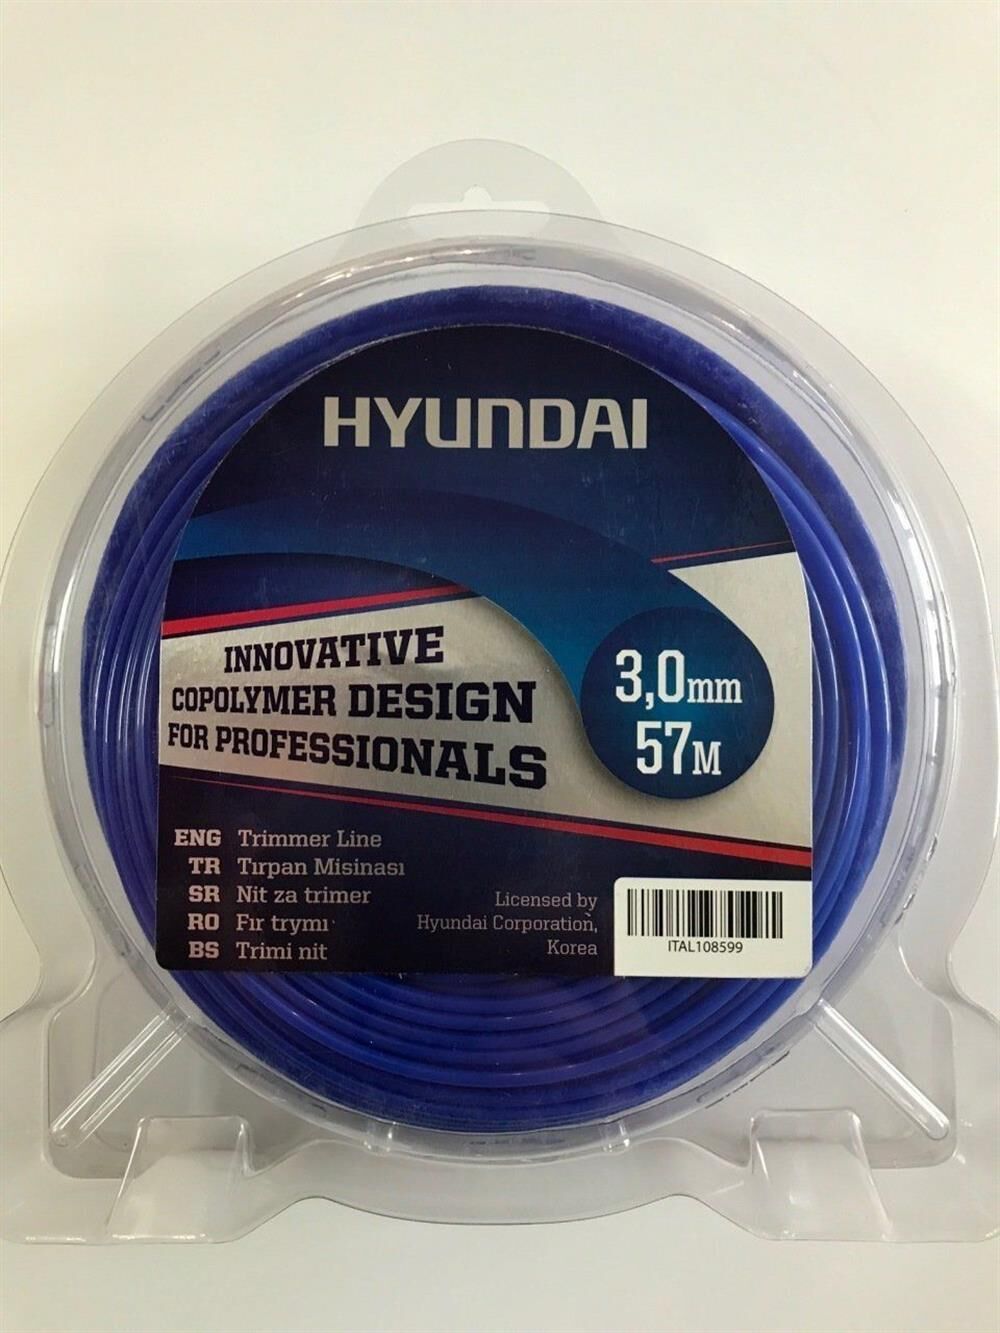 HYUNDAI
INNOVATIVE
COPOLYMER DESIGN
FOR PROFESSIONALS
3,0mm
57M
ENG Trimmer Line
TR Tırpan Misinası
SR Nit za trimer
RO Fır trymı
BS Trimi nit
Licensed by
Hyundai Corporation,
Korea
ITAL108599